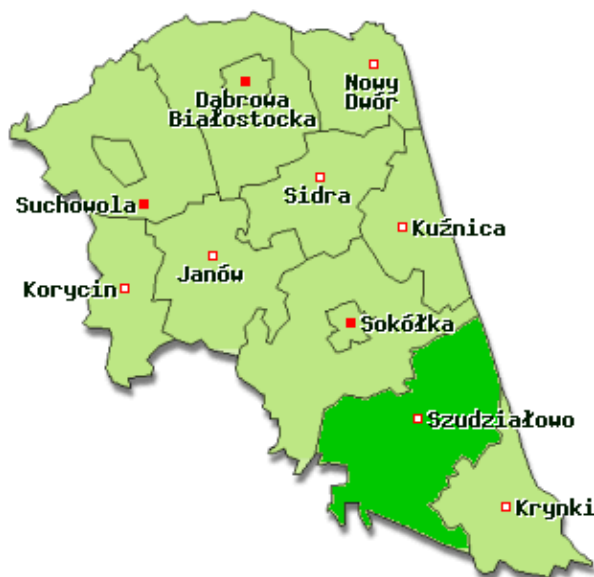 Nowy
Dwór
Dąbrowa
Białostocka
Sidra
Suchowola
Kuźnica
Janów
Korycin
Sokółka
Szudziałowo
Krynki